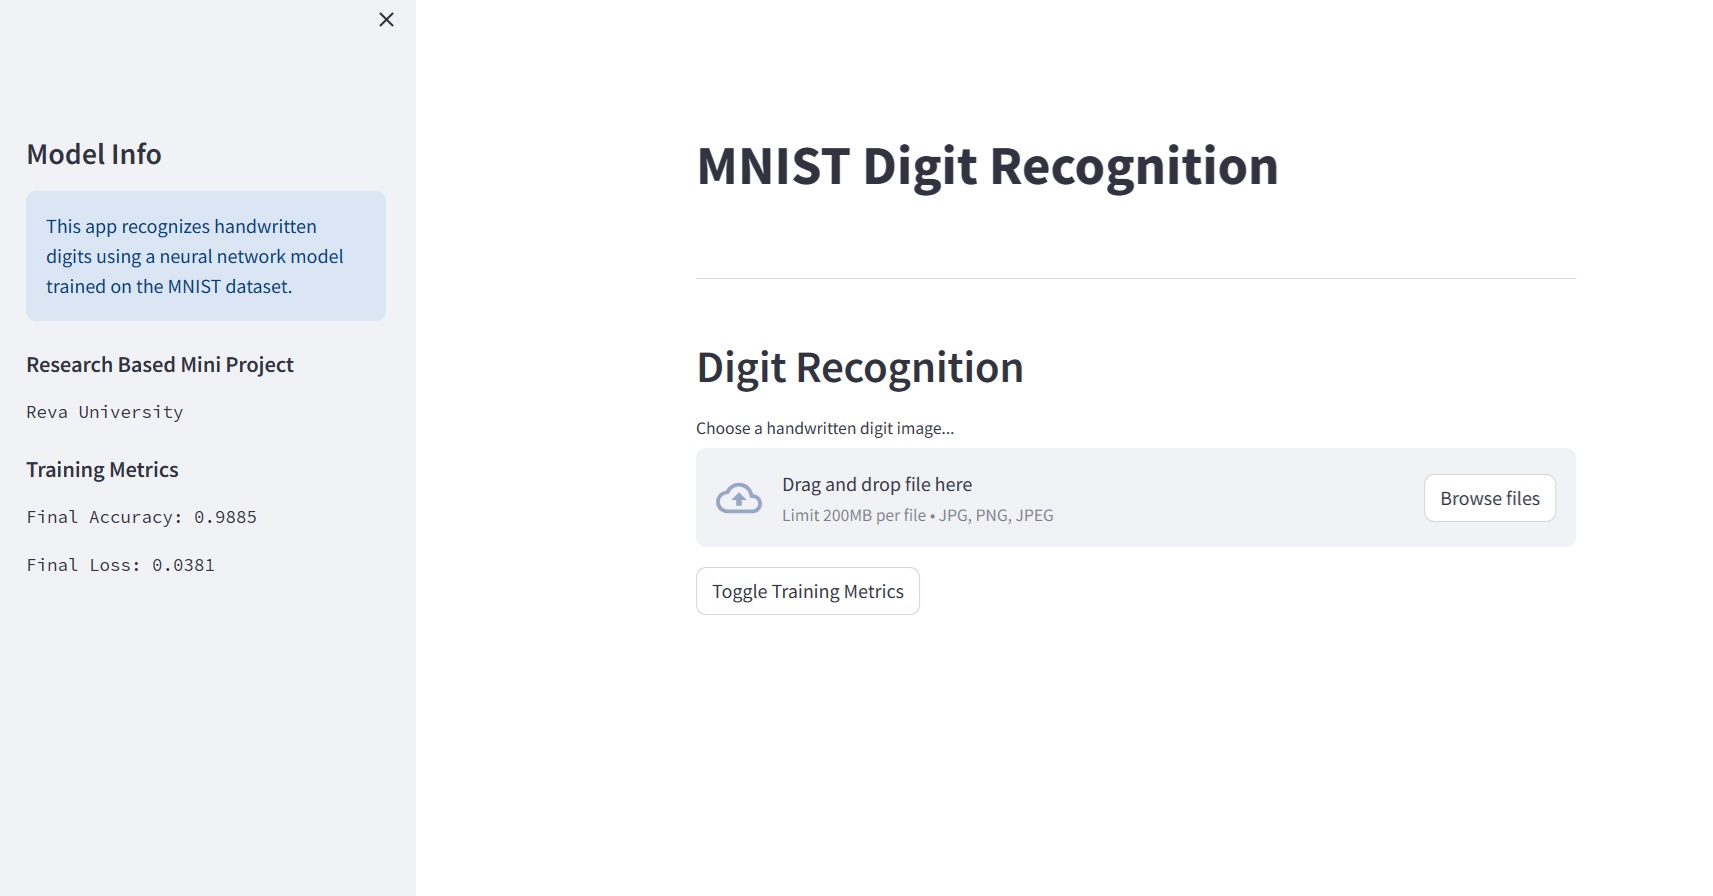 Model Info
This app recognizes handwritten
digits using a neural network model
trained on the MNIST dataset.
Research Based Mini Project
Reva University
Training Metrics
Final Accuracy: 0.9885
Final Loss: 0.0381
MNIST Digit Recognition
Digit Recognition
Choose a handwritten digit image...
Drag and drop file here
Limit 200MB per file • JPG, PNG, JPEG
Browse files
Toggle Training Metrics